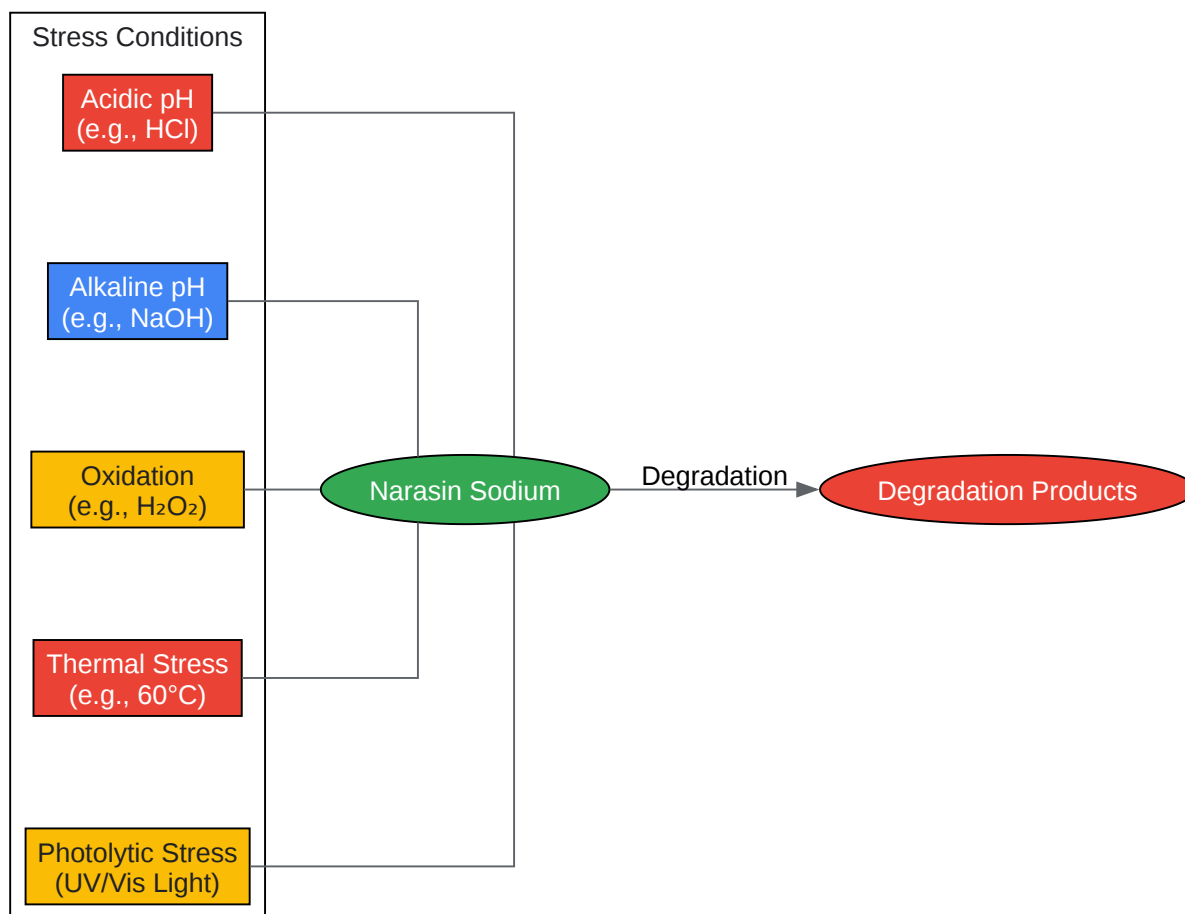 Stress Conditions
Acidic pH
(e.g., HCl)
Alkaline pH
(e.g., NaOH)
Oxidation
(e.g., H₂O₂)
Narasin Sodium
Degradation
Degradation Products
Thermal Stress
(e.g., 60°C)
Photolytic Stress
(UV/Vis Light)